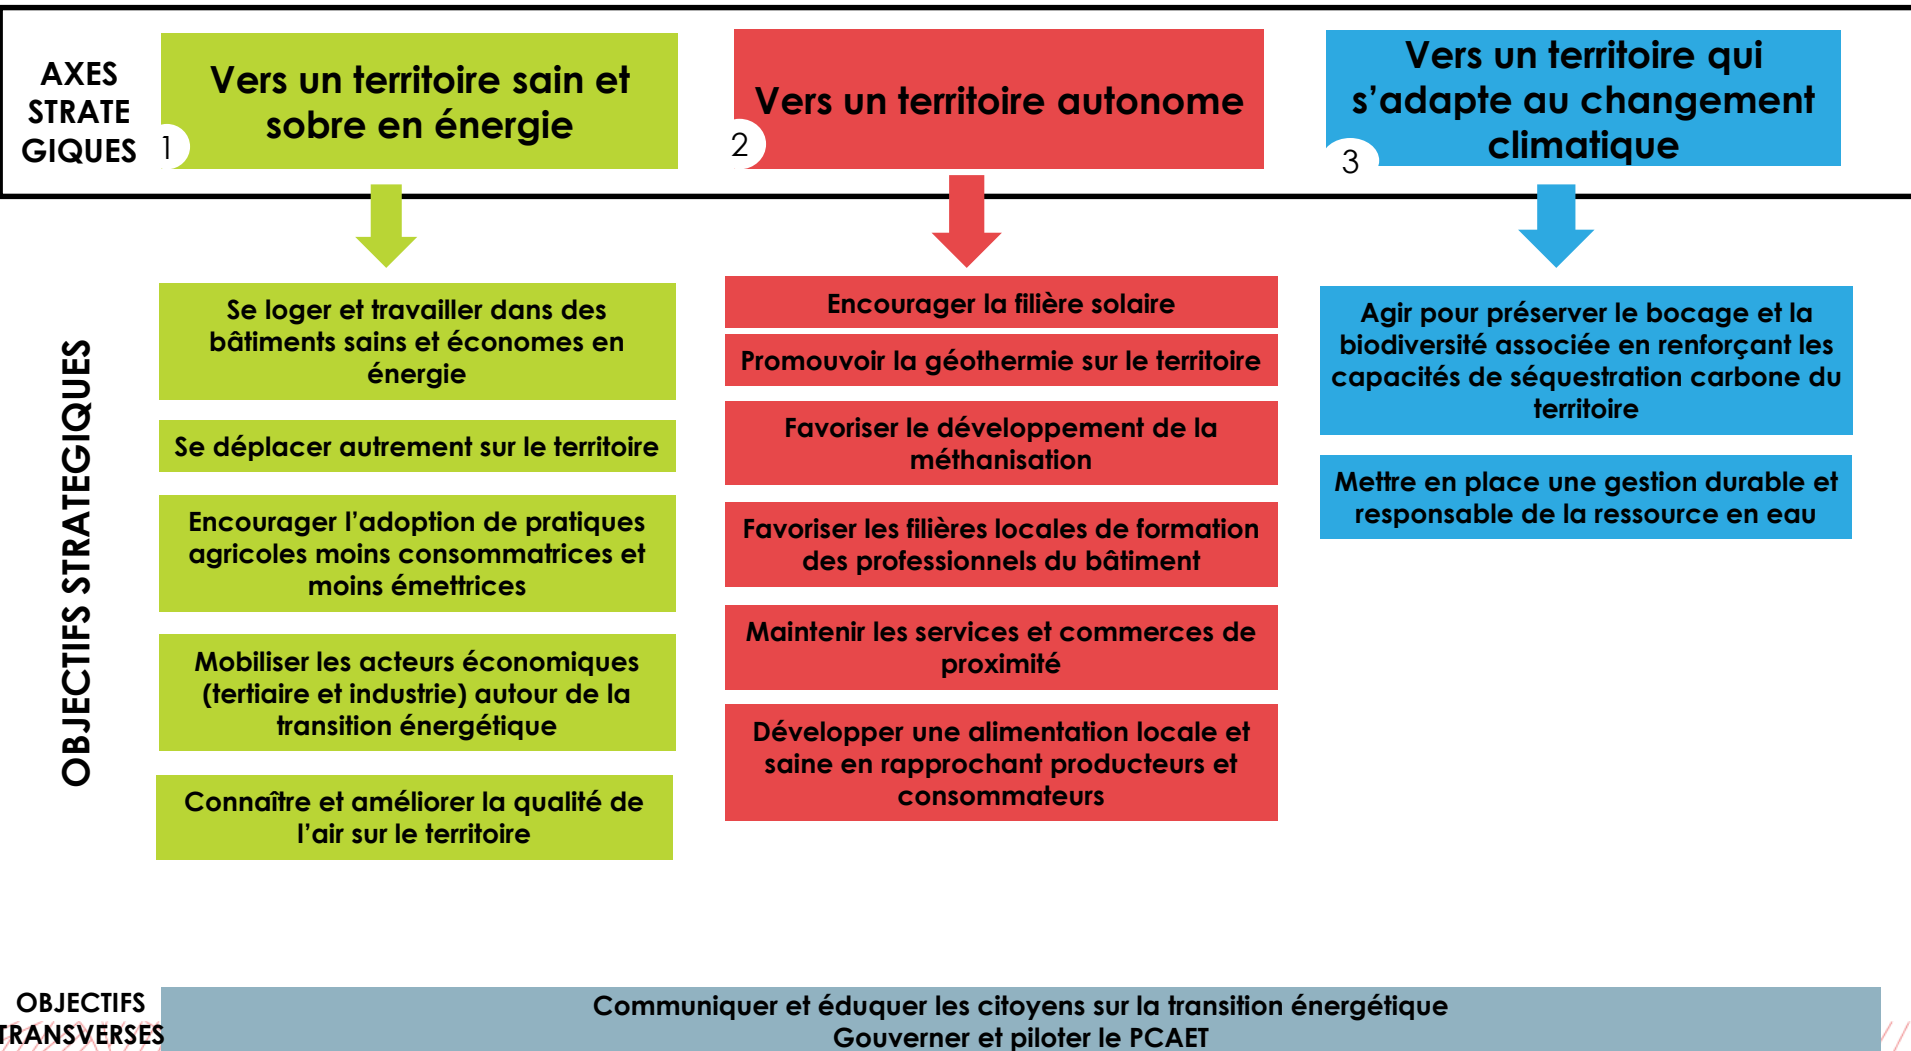 AXES
STRATE
GIQUES
1
Vers un territoire sain et
sobre en énergie
2
Vers un territoire autonome
3
Vers un territoire qui
s’adapte au changement
climatique
OBJECTIFS STRATEGIQUES
Se loger et travailler dans des
bâtiments sains et économes en
énergie
Se déplacer autrement sur le territoire
Encourager l’adoption de pratiques
agricoles moins consommatrices et
moins émettrices
Mobiliser les acteurs économiques
(tertiaire et industrie) autour de la
transition énergétique
Connaître et améliorer la qualité de
l’air sur le territoire
Encourager la filière solaire
Promouvoir la géothermie sur le territoire
Favoriser le développement de la
méthanisation
Favoriser les filières locales de formation
des professionnels du bâtiment
Maintenir les services et commerces de
proximité
Développer une alimentation locale et
saine en rapprochant producteurs et
consommateurs
Agir pour préserver le bocage et la
biodiversité associée en renforçant les
capacités de séquestration carbone du
territoire
Mettre en place une gestion durable et
responsable de la ressource en eau
OBJECTIFS
TRANSVERSES
Communiquer et éduquer les citoyens sur la transition énergétique
Gouverner et piloter le PCAET